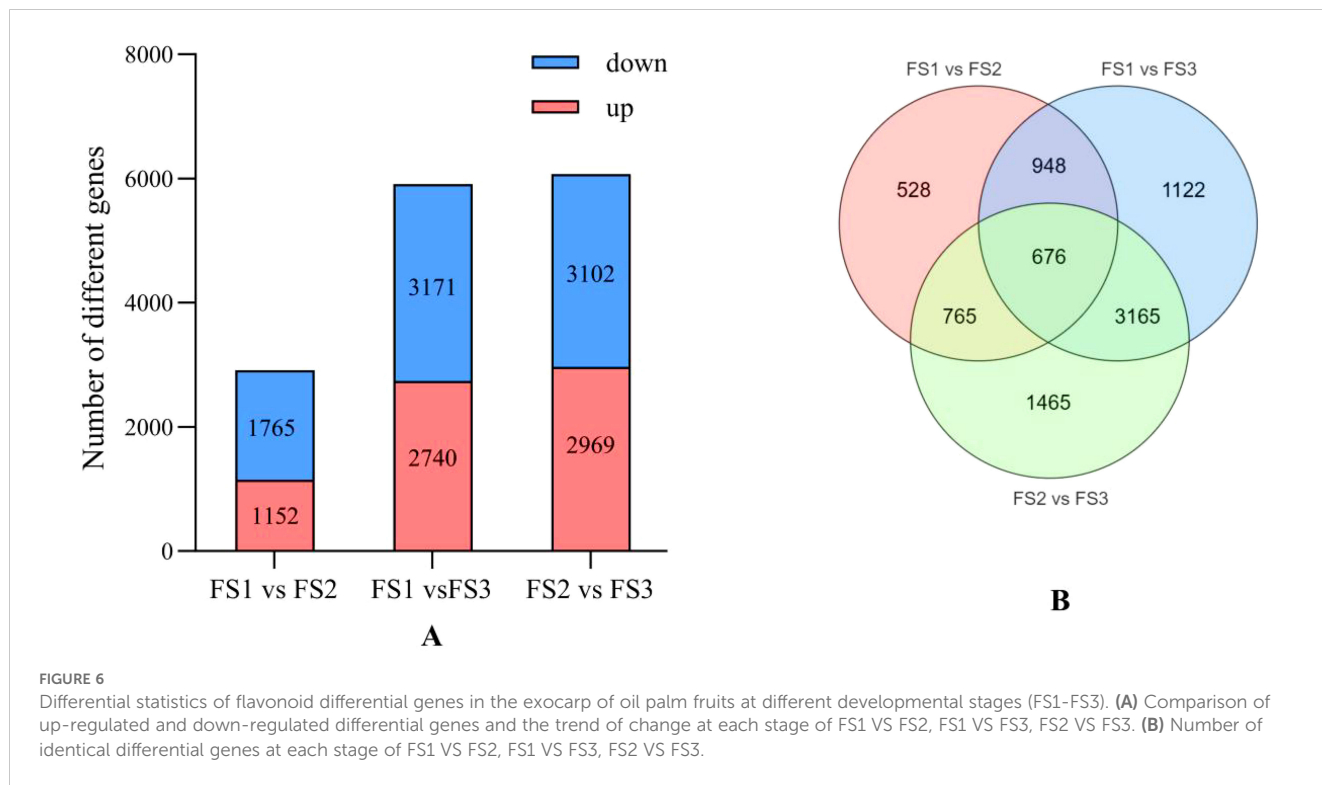 8000
6000
4000
2000
0
Number of different genes
down
up
1765
1152
3171
2740
3102
2969
FS1 vs FS2
FS1 vsFS3
FS2 vs FS3
A
FS1 vs FS2
FS1 vs FS3
528
948
1122
676
765
3165
1465
FS2 vs FS3
B
FIGURE 6
Differential statistics of flavonoid differential genes in the exocarp of oil palm fruits at different developmental stages (FS1-FS3). (A) Comparison of
up-regulated and down-regulated differential genes and the trend of change at each stage of FS1 VS FS2, FS1 VS FS3, FS2 VS FS3. (B) Number of
identical differential genes at each stage of FS1 VS FS2, FS1 VS FS3, FS2 VS FS3.